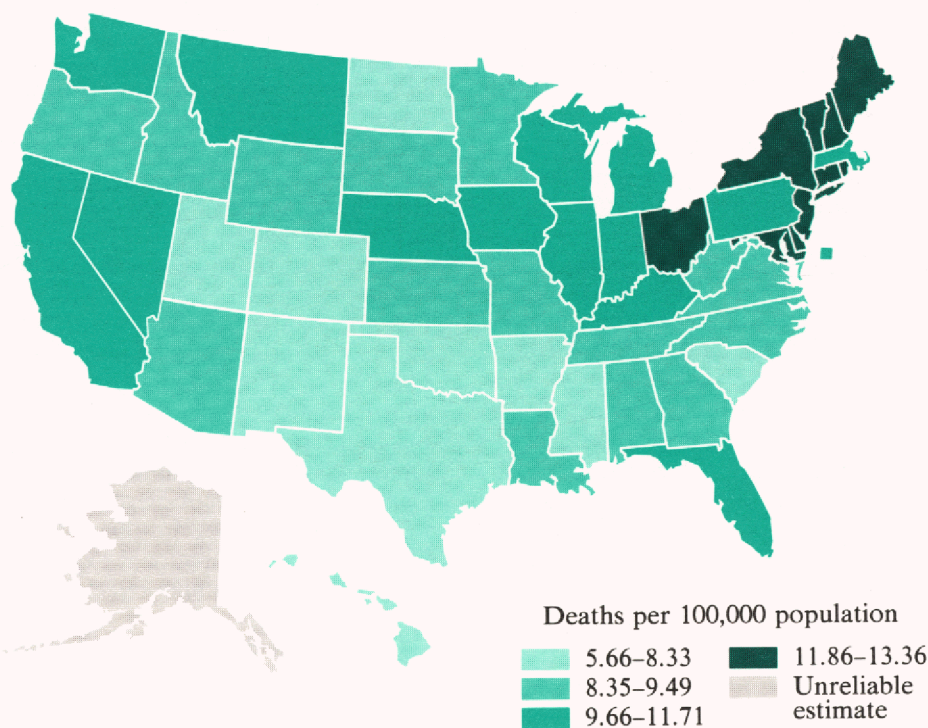 Deaths per 100,000 population
5.66–8.33
8.35–9.49
9.66–11.71
11.86–13.36
Unreliable
estimate